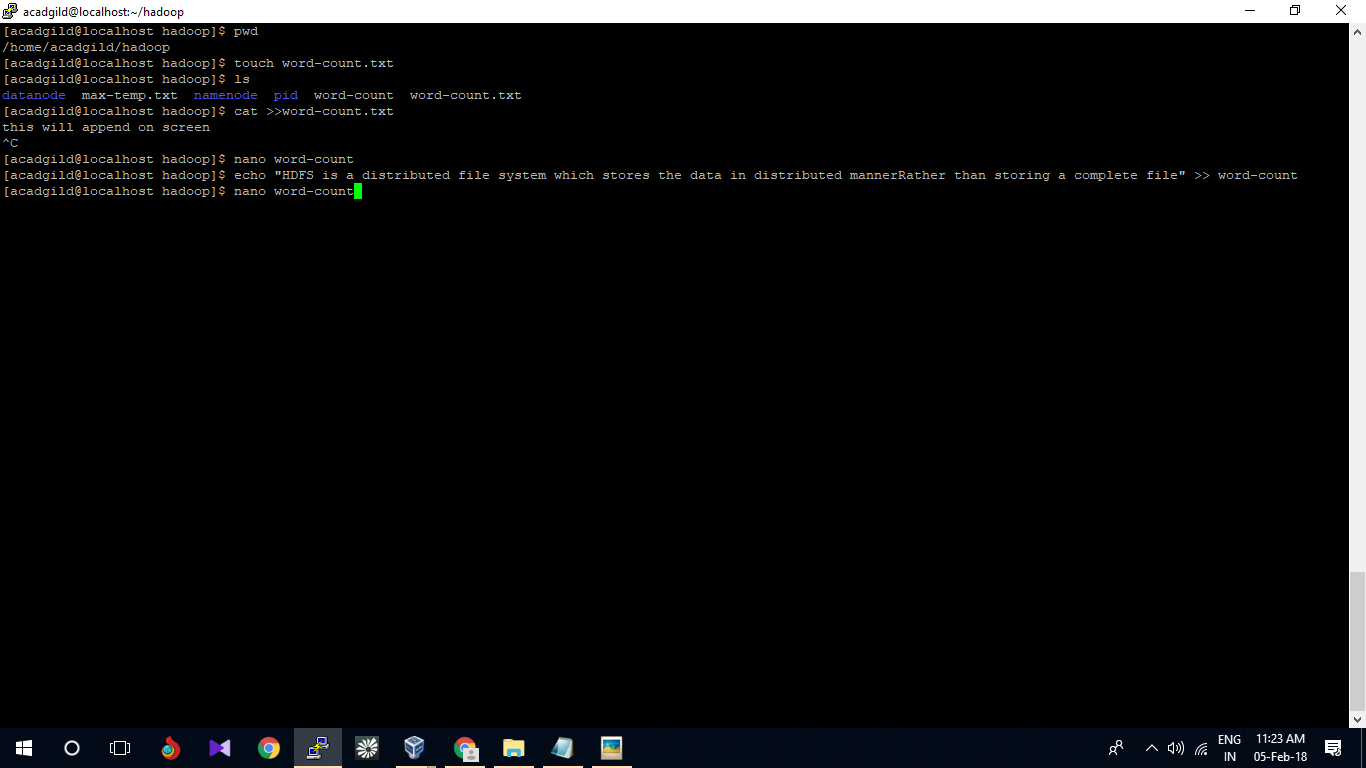 acadgild@localhost:~/hadoop
[acadgild@localhost hadoop]$ pwd
/home/acadgild/hadoop
[acadgild@localhost hadoop]$ touch word-count.txt
[acadgild@localhost hadoop]$ ls
datanode  max-temp.txt  namenode  pid  word-count  word-count.txt
[acadgild@localhost hadoop]$ cat >>word-count.txt
this will append on screen
^C
[acadgild@localhost hadoop]$ nano word-count
[acadgild@localhost hadoop]$ echo "HDFS is a distributed file system which stores the data in distributed mannerRather than storing a complete file" >> word-count
[acadgild@localhost hadoop]$ nano word-count
ENG
IN
11:23 AM
05-Feb-18